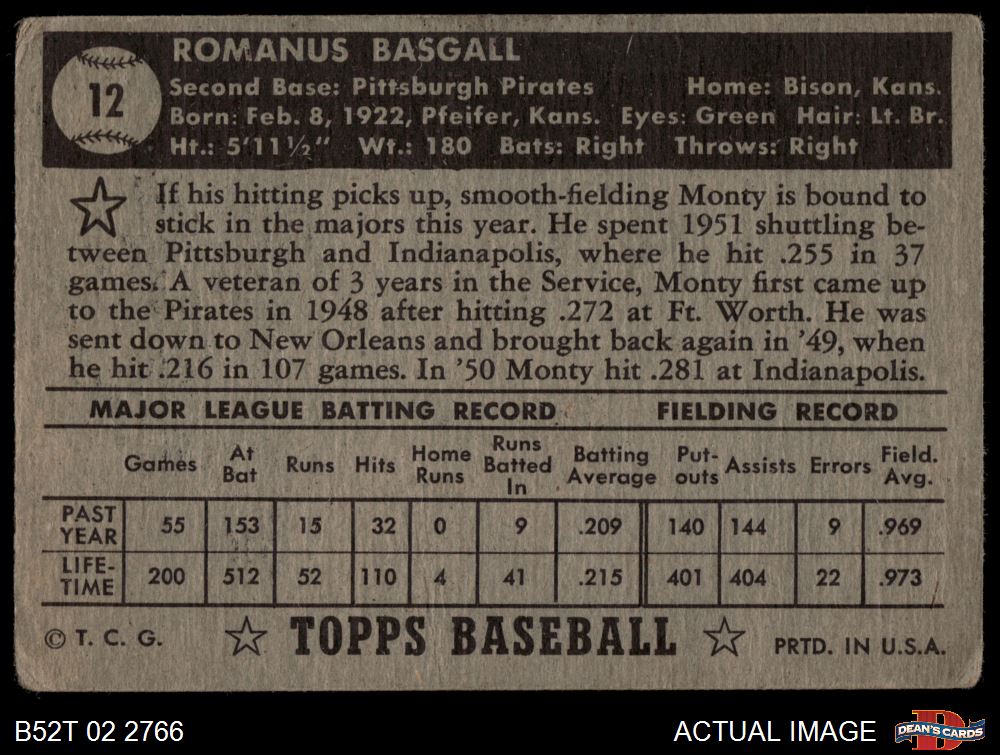 12
ROMANUS BASGALL
Second Base: Pittsburgh Pirates Home: Bison, Kans.
Born: Feb. 8, 1922, Pfeifer, Kans. Eyes: Green Hair: Lt. Br.
Ht.: 5'11½" Wt.: 180 Bats: Right Throws: Right
If his hitting picks up, smooth-fielding Monty is bound to
stick in the majors this year. He spent 1951 shuttling be-
tween Pittsburgh and Indianapolis, where he hit .255 in 37
games. A veteran of 3 years in the Service, Monty first came up
to the Pirates in 1948 after hitting .272 at Ft. Worth. He was
sent down to New Orleans and brought back again in '49, when
he hit .216 in 107 games. In '50 Monty hit .281 at Indianapolis.
MAJOR LEAGUE BATTING RECORD FIELDING RECORD
Games At Bat Runs Hits Home Runs Runs Batted In Batting Average Put-outs Assists Errors Field. Avg.
PAST YEAR 55 153 15 32 0 9 .209 140 144 9 .969
LIFE-TIME 200 512 52 110 4 41 .215 401 404 22 .973
© T. C. G. TOPPS BASEBALL PRTD. IN U.S.A.
B52T 02 2766 ACTUAL IMAGE D DEAN'S CARDS